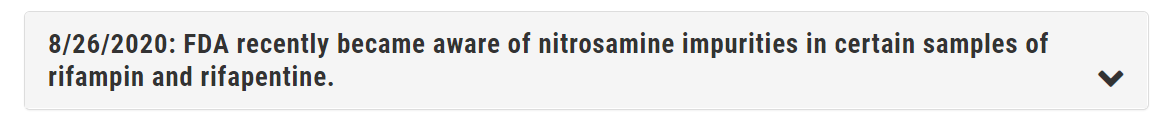 8/26/2020: FDA recently became aware of nitrosamine impurities in certain samples of
rifampin and rifapentine.